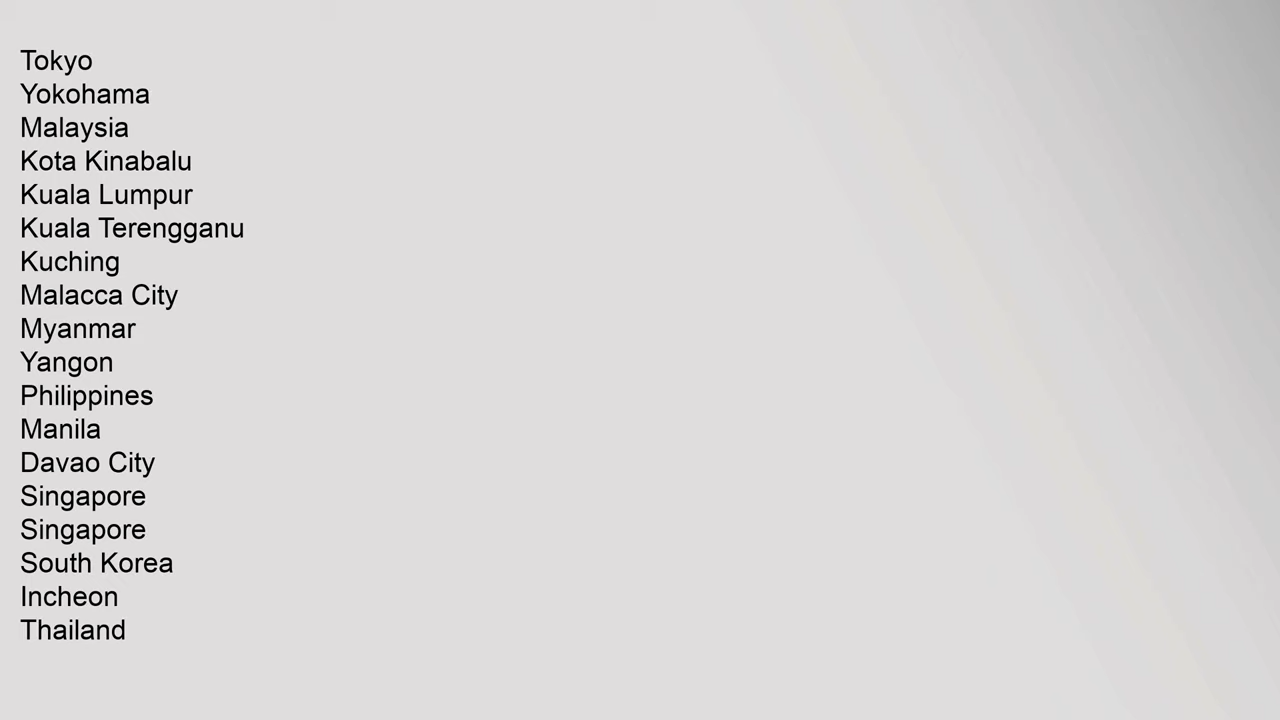 Tokyo
Yokohama
Malaysia
Kota Kinabalu
Kuala Lumpur
Kuala Terengganu
Kuching
Malacca City
Myanmar
Yangon
Philippines
Manila
Davao City
Singapore
Singapore
South Korea
Incheon
Thailand